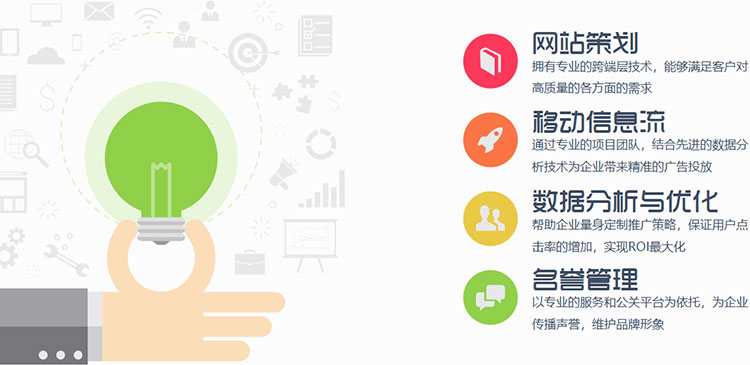 网站策划
拥有专业的跨端层技术，能够满足客户对
高质量的各方面的需求
移动信息流
通过专业的项目团队，结合先进的数据分
析技术为企业带来精准的广告投放
数据分析与优化
帮助企业量身定制推广策略，保证用户点
击率的增加，实现ROI最大化
名誉管理
以专业的服务和公关平台为依托，为企业
传播声誉，维护品牌形象